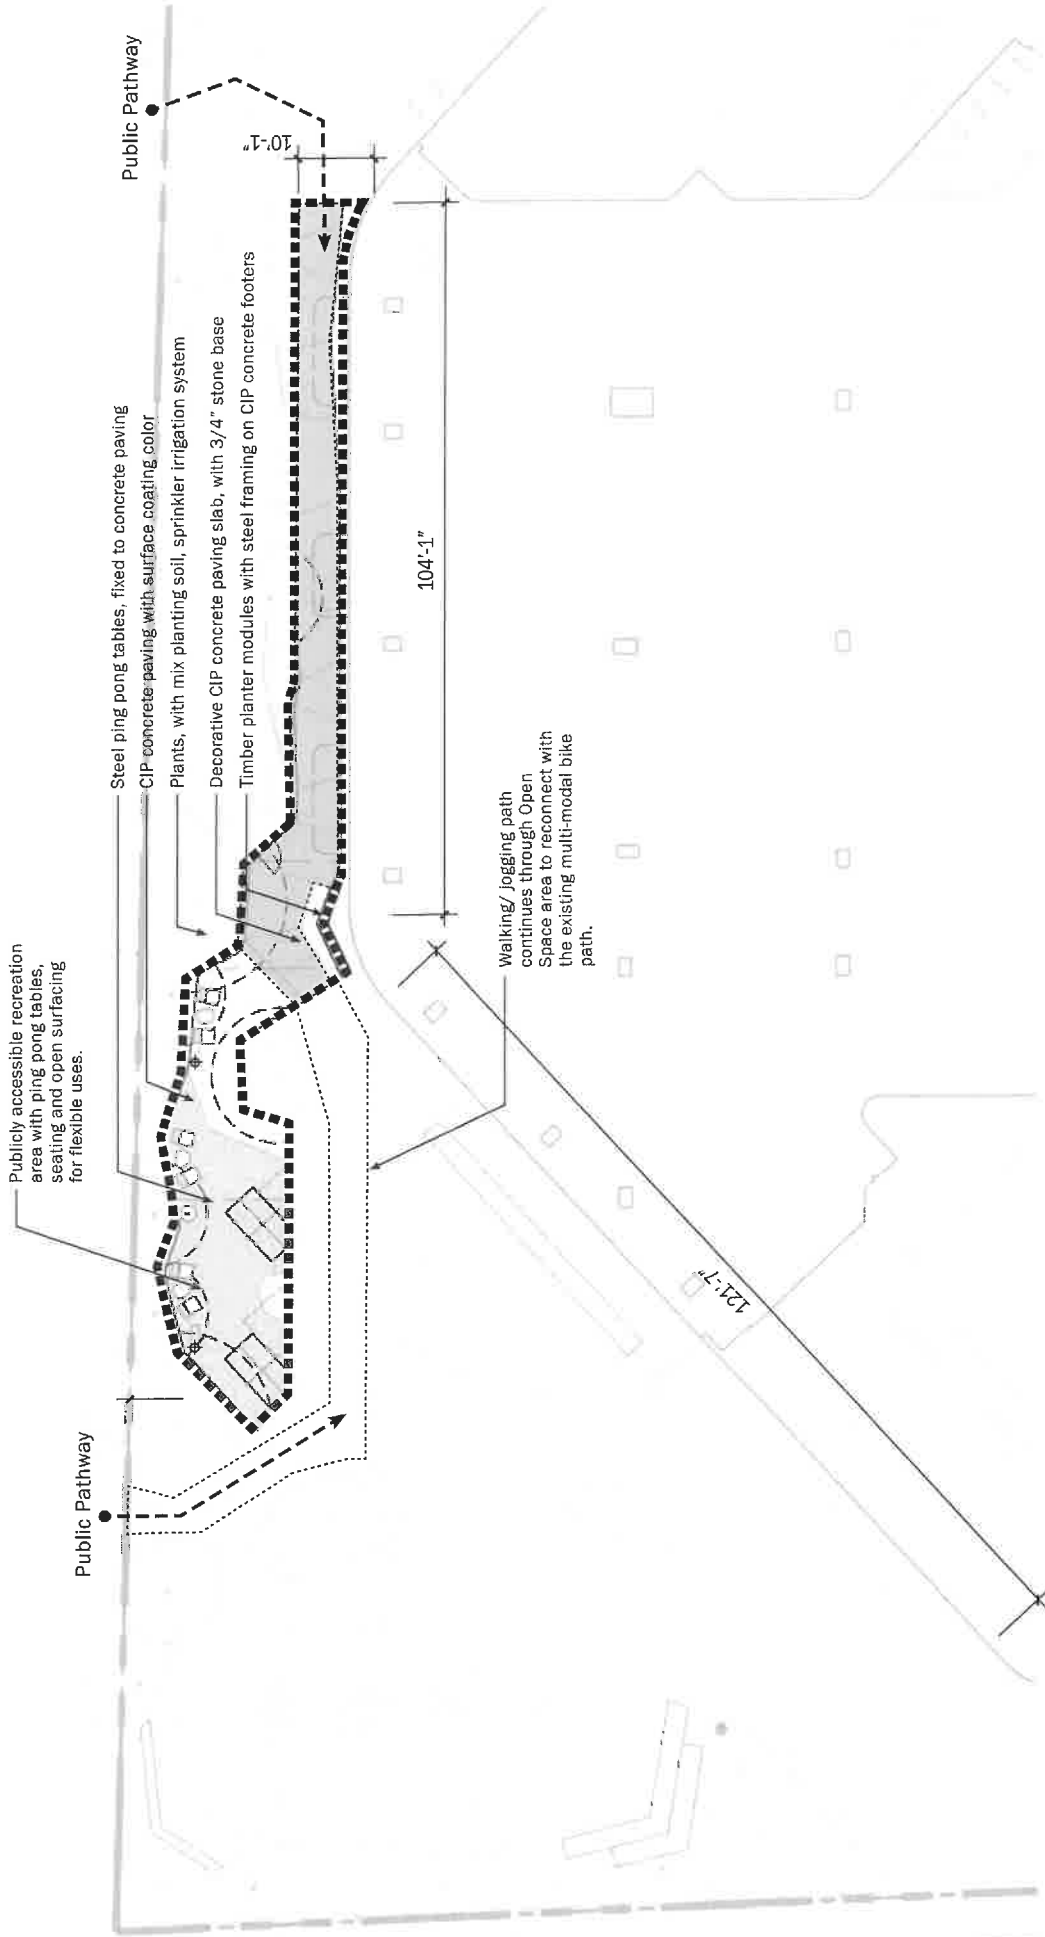 Public Pathway
Publicly accessible recreation
area with ping pong tables,
seating and open surfacing
for flexible uses.
Steel ping pong tables, fixed to concrete paving
CIP concrete paving with surface coating color
Plants, with mix planting soil, sprinkler irrigation system
Decorative CIP concrete paving slab, with 3/4" stone base
Timber planter modules with steel framing on CIP concrete footers
Public Pathway
10'-1"
104'-1"
Walking/ jogging path
continues through Open
Space area to reconnect with
the existing multi-modal bike
path.
121'-7"